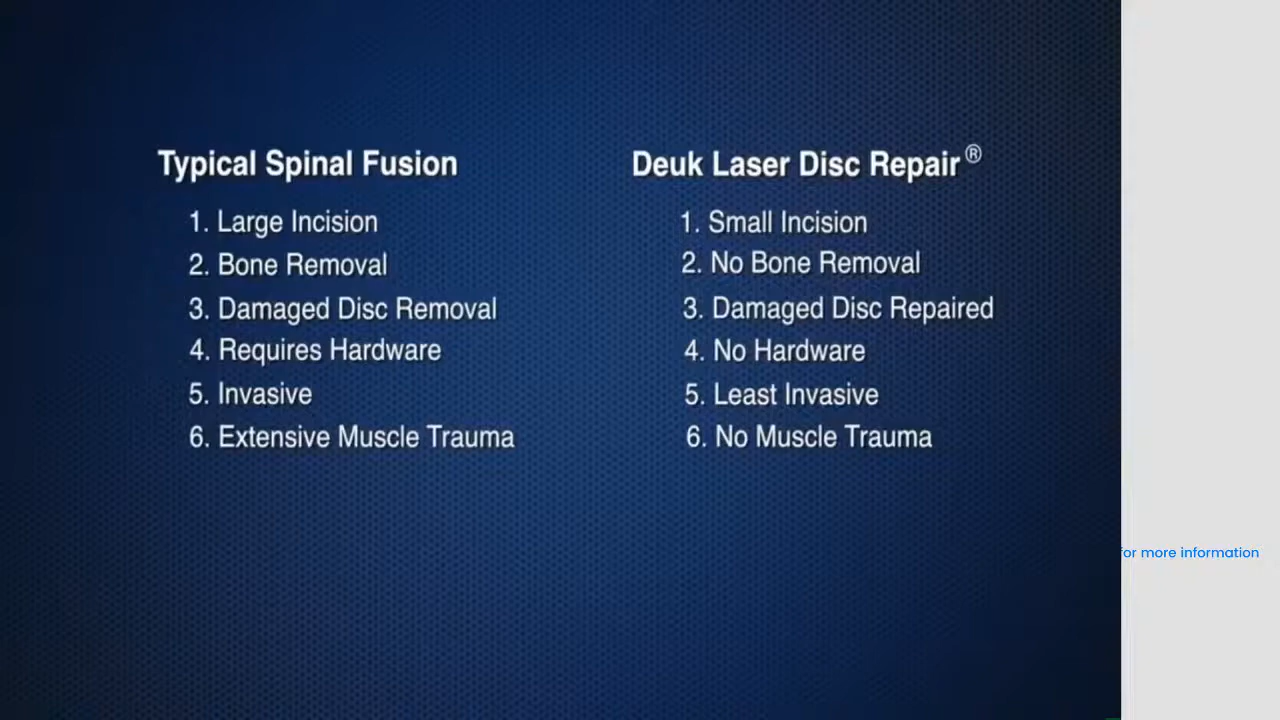 Typical Spinal Fusion
1. Large Incision
2. Bone Removal
3. Damaged Disc Removal
4. Requires Hardware
5. Invasive
6. Extensive Muscle Trauma
Deuk Laser Disc Repair®
1. Small Incision
2. No Bone Removal
3. Damaged Disc Repaired
4. No Hardware
5. Least Invasive
6. No Muscle Trauma
for more information